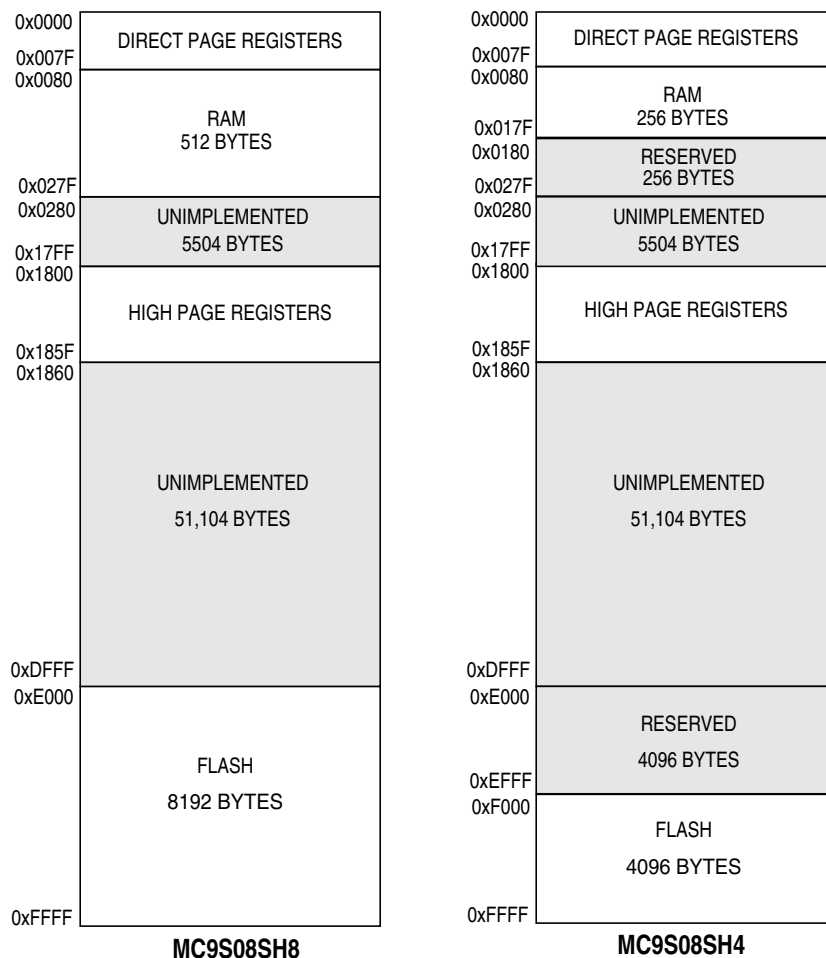 0x0000
DIRECT PAGE REGISTERS
0x007F
0x0080
RAM
512 BYTES
0x027F
0x0280
UNIMPLEMENTED
5504 BYTES
0x17FF
0x1800
HIGH PAGE REGISTERS
0x185F
0x1860
UNIMPLEMENTED
51,104 BYTES
0xDFFF
0xE000
FLASH
8192 BYTES
0xFFFF
MC9S08SH8
0x0000
DIRECT PAGE REGISTERS
0x007F
0x0080
RAM
256 BYTES
0x017F
0x0180
RESERVED
256 BYTES
0x027F
0x0280
UNIMPLEMENTED
5504 BYTES
0x17FF
0x1800
HIGH PAGE REGISTERS
0x185F
0x1860
UNIMPLEMENTED
51,104 BYTES
0xDFFF
0xE000
RESERVED
4096 BYTES
0xEFFF
0xF000
FLASH
4096 BYTES
0xFFFF
MC9S08SH4